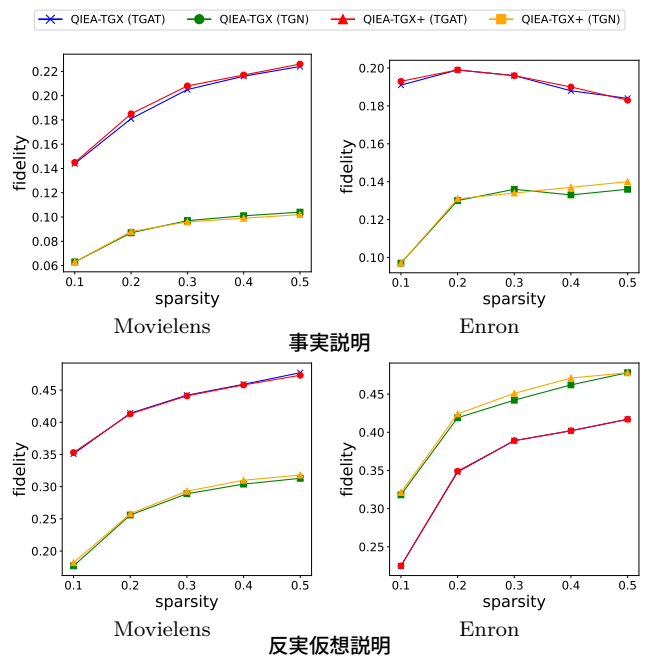 QIEA-TGX (TGAT) QIEA-TGX (TGN) QIEA-TGX+ (TGAT) QIEA-TGX+ (TGN)
fidelity
0.22
0.20
0.18
0.16
0.14
0.12
0.10
0.08
0.06
0.1 0.2 0.3 0.4 0.5
sparsity
Movielens
fidelity
0.20
0.18
0.16
0.14
0.12
0.10
0.1 0.2 0.3 0.4 0.5
sparsity
Enron
事実説明
fidelity
0.45
0.40
0.35
0.30
0.25
0.20
0.1 0.2 0.3 0.4 0.5
sparsity
Movielens
fidelity
0.45
0.40
0.35
0.30
0.25
0.1 0.2 0.3 0.4 0.5
sparsity
Enron
反実仮想説明